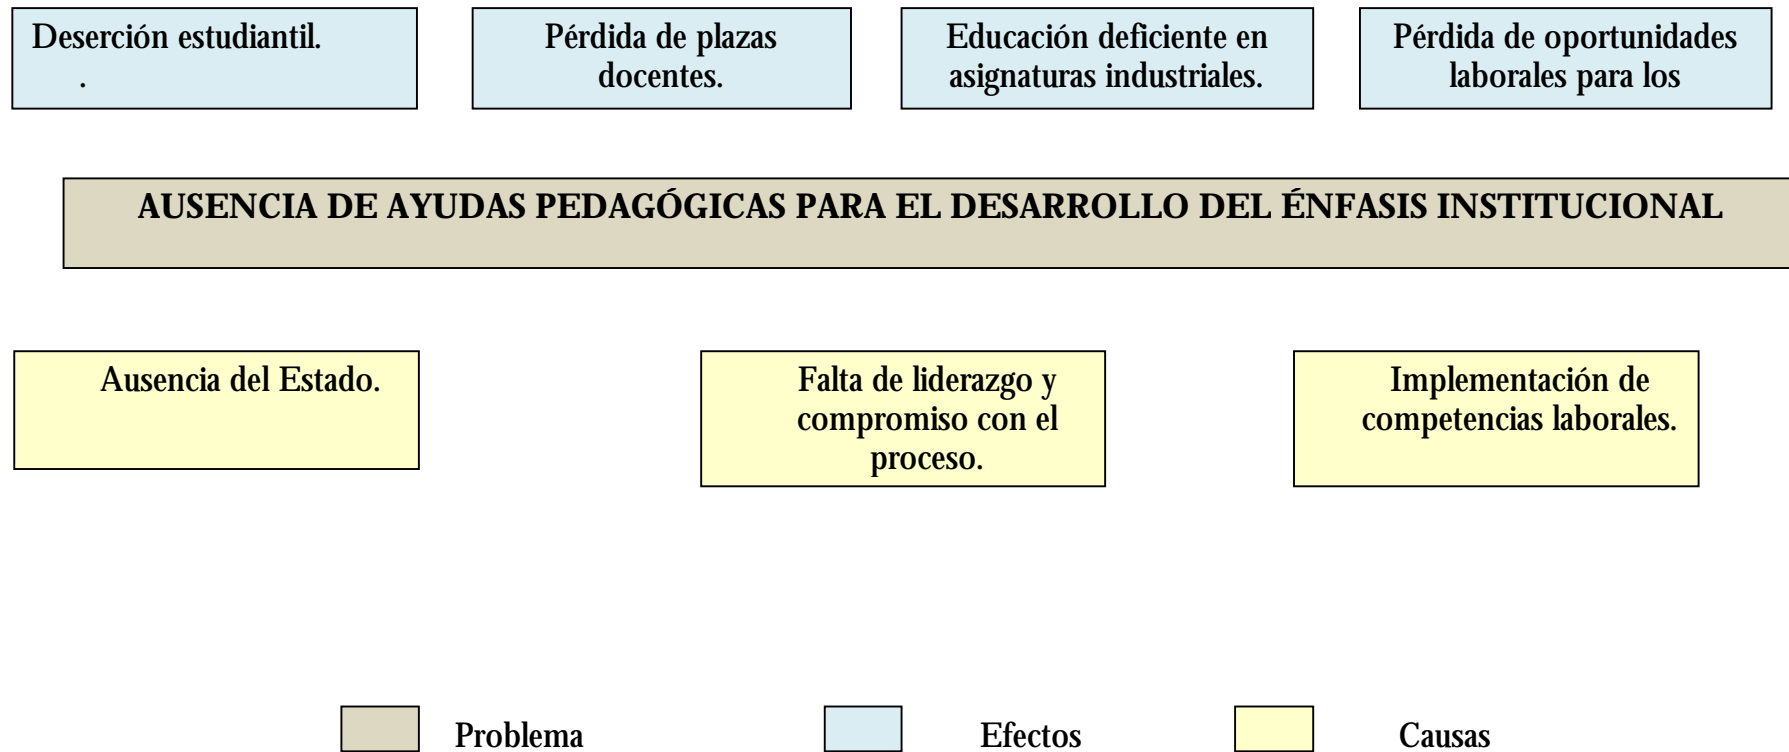 Deserción estudiantil.
.
Pérdida de plazas
docentes.
Educación deficiente en
asignaturas industriales.
Pérdida de oportunidades
laborales para los
AUSENCIA DE AYUDAS PEDAGÓGICAS PARA EL DESARROLLO DEL ÉNFASIS INSTITUCIONAL
Ausencia del Estado.
Falta de liderazgo y
compromiso con el
proceso.
Implementación de
competencias laborales.
Problema
Efectos
Causas